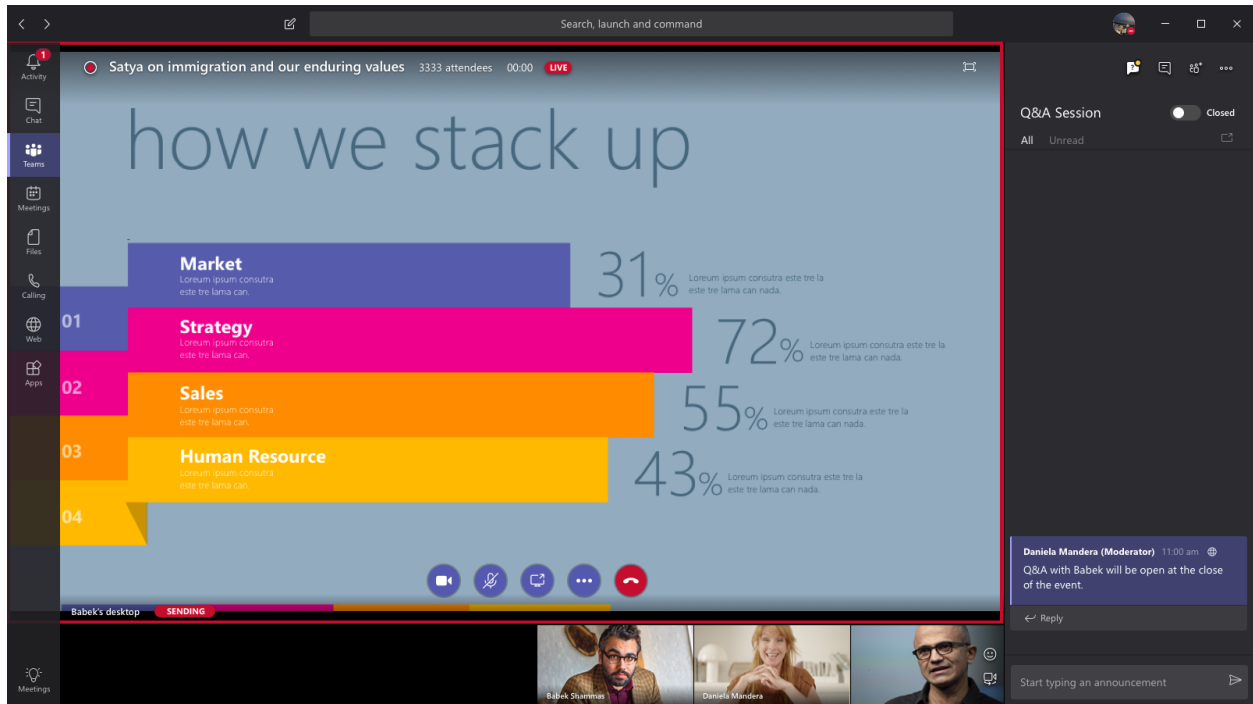 Search, launch and command
1
Activity
Chat
Teams
Meetings
Files
Calling
Web
Apps
Meetings
Satya on immigration and our enduring values 3333 attendees 00:00 LIVE
how we stack up
01
Market
Loreum ipsum consutra
este tre lama can.
31%
Loreum ipsum consutra este tre la
este tre lama can nada.
02
Strategy
Loreum ipsum consutra
este tre lama can.
72%
Loreum ipsum consutra este tre la
este tre lama can nada.
03
Sales
Loreum ipsum consutra
este tre lama can.
55%
Loreum ipsum consutra este tre la
este tre lama can nada.
04
Human Resource
Loreum ipsum consutra
este tre lama can
43%
Loreum ipsum consutra este tre la
este tre lama can nada.
Babek's desktop SENDING
Babek Shammas
Daniela Mandera
Q&A Session Closed
All Unread
Daniela Mandera (Moderator) 11:00 am
Q&A with Babek will be open at the close
of the event.
Reply
Start typing an announcement